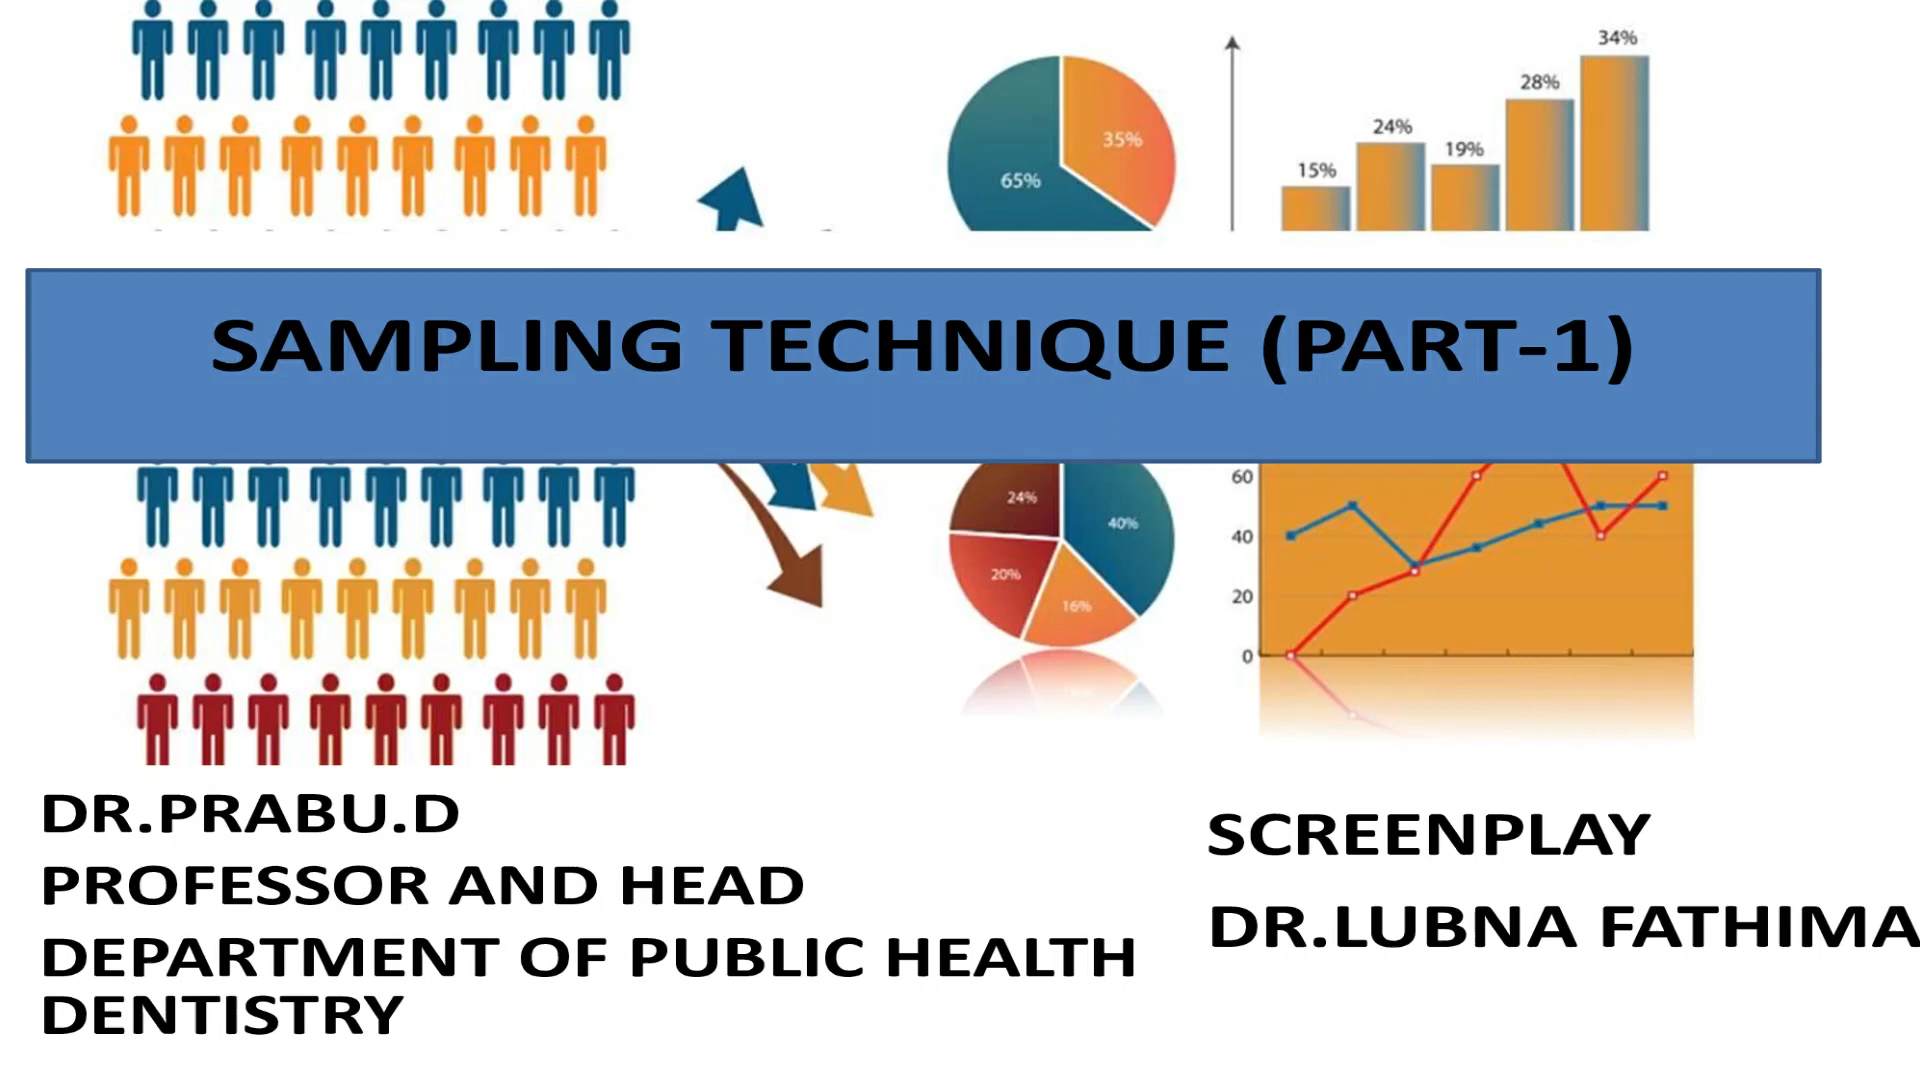 34%
28%
24%
19%
15%
35%
65%
SAMPLING TECHNIQUE (PART-1)
24%
40%
20%
16%
60
40
20
0
DR.PRABU.D
PROFESSOR AND HEAD
DEPARTMENT OF PUBLIC HEALTH
DENTISTRY
SCREENPLAY
DR.LUBNA FATHIMA